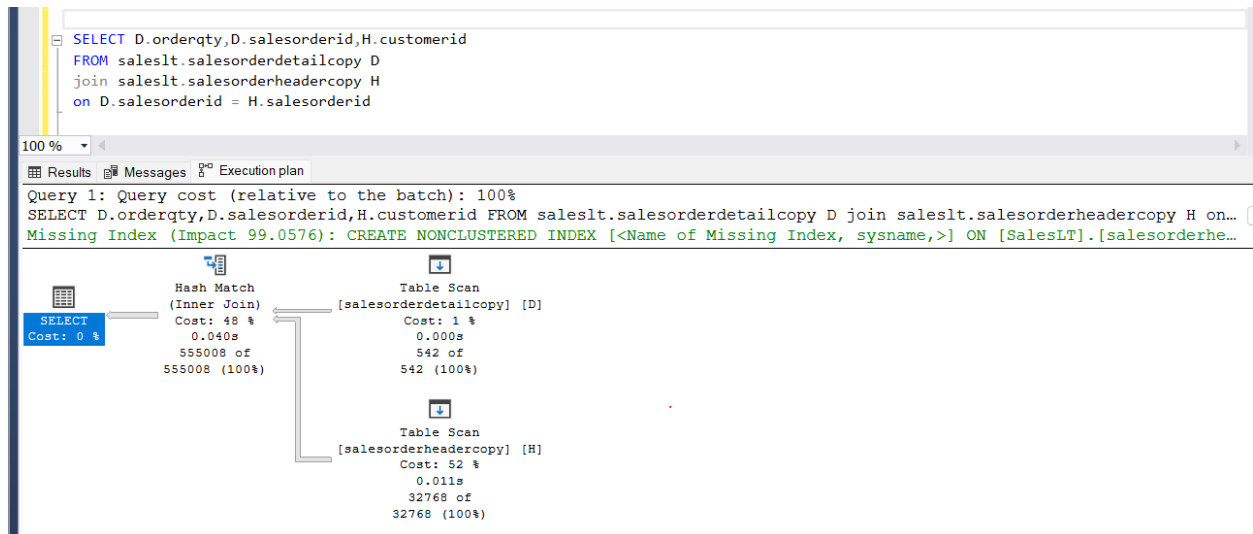 SELECT D.orderqty,D.salesorderid,H.customerid
FROM saleslt.salesorderdetailcopy D
join saleslt.salesorderheadercopy H
on D.salesorderid = H.salesorderid
100 %
Results Messages Execution plan
Query 1: Query cost (relative to the batch): 100%
SELECT D.orderqty,D.salesorderid,H.customerid FROM saleslt.salesorderdetailcopy D join saleslt.salesorderheadercopy H on…
Missing Index (Impact 99.0576): CREATE NONCLUSTERED INDEX [<Name of Missing Index, sysname,>] ON [SalesLT].[salesorderhe…
SELECT
Cost: 0 %
Hash Match
(Inner Join)
Cost: 48 %
0.040s
555008 of
555008 (100%)
Table Scan
[salesorderdetailcopy] [D]
Cost: 1 %
0.000s
542 of
542 (100%)
Table Scan
[salesorderheadercopy] [H]
Cost: 52 %
0.011s
32768 of
32768 (100%)